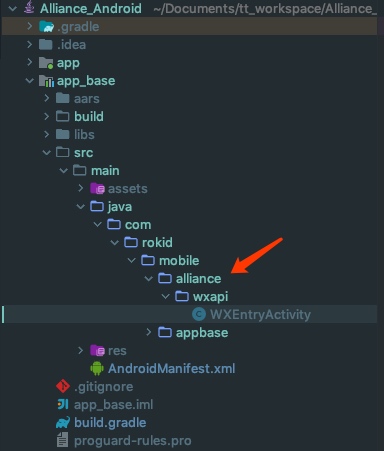 Alliance_Android ~/Documents/tt_workspace/Alliance_
.gradle
.idea
app
app_base
aars
build
libs
src
main
assets
java
com
rokid
mobile
alliance
wxapi
WXEntryActivity
appbase
res
AndroidManifest.xml
.gitignore
app_base.iml
build.gradle
proguard-rules.pro